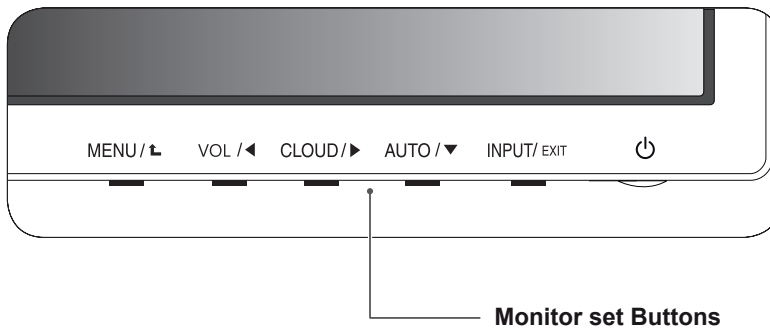 MENU/⮤ VOL /◀ CLOUD/▶ AUTO /▼ INPUT/ EXIT ⏻
Monitor set Buttons